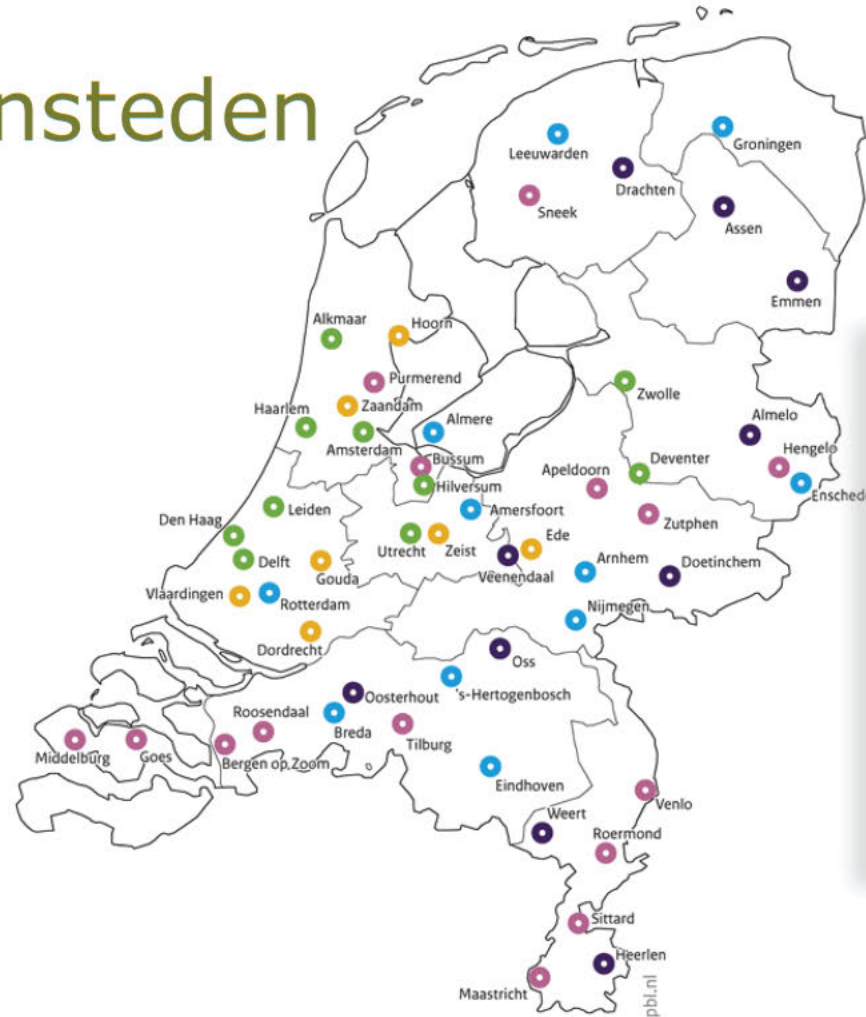 nsteden
Leeuwarden
Groningen
Drachten
Sneek
Assen
Emmen
Alkmaar
Hoorn
Purmerend
Zwolle
Haarlem
Zaandam
Almere
Almelo
Amsterdam
Bussum
Hengelo
Apeldoorn
Deventer
Hilversum
Ensched
Leiden
Amersfoort
Zutphen
Den Haag
Utrecht
Zeist
Ede
Delft
Gouda
Veenendaal
Arnhem
Doetinchem
Vlaardingen
Rotterdam
Nijmegen
Dordrecht
Oss
Oosterhout
's-Hertogenbosch
Roosendaal
Breda
Tilburg
Middelburg
Goes
Bergen op Zoom
Eindhoven
Venlo
Weert
Roermond
Sittard
Heerlen
Maastricht
pbl.nl